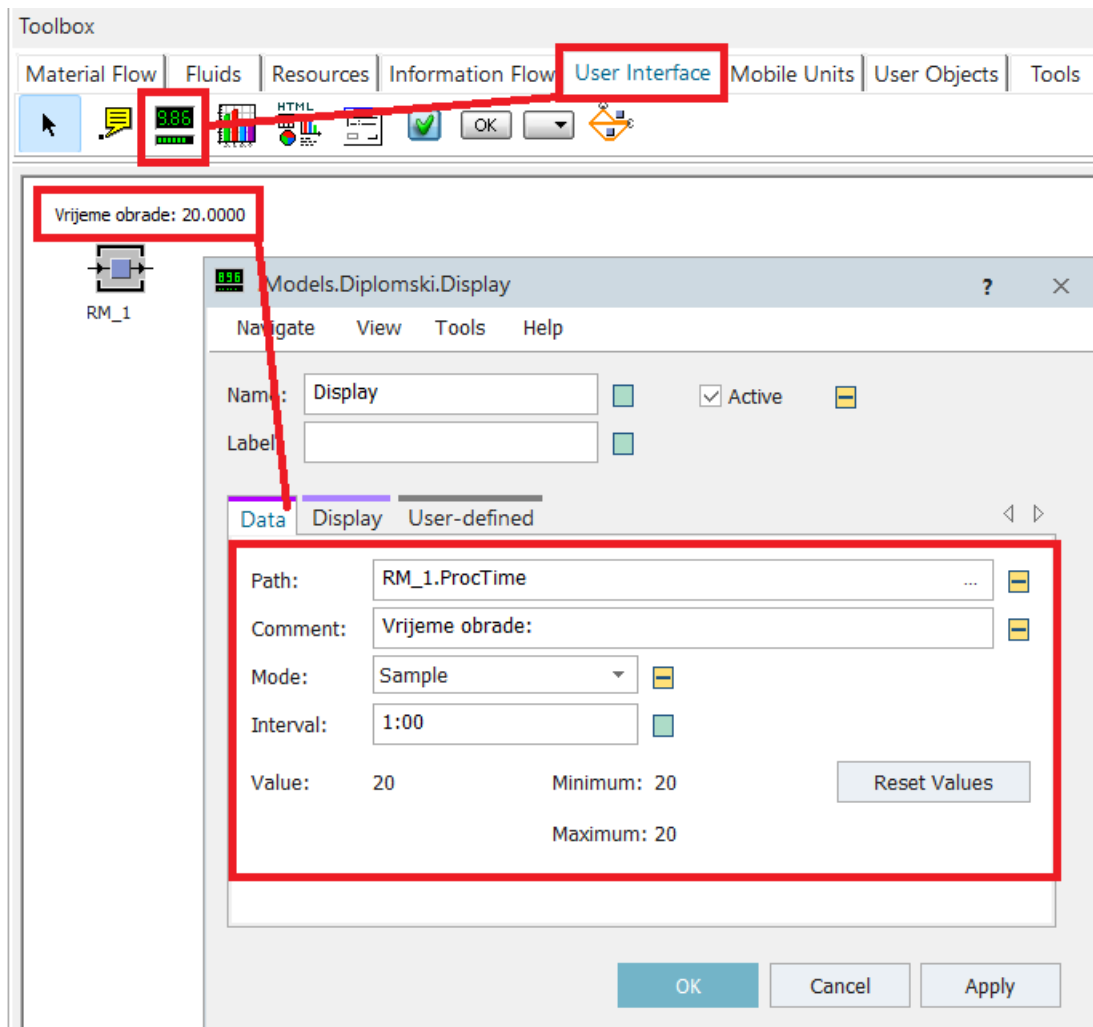 Toolbox
Material Flow Fluids Resources Information Flow User Interface Mobile Units User Objects Tools
9.86 HTML OK
Vrijeme obrade: 20.0000
RM_1
896 .Models.Diplomski.Display ?
Navigate View Tools Help
Name: Display Active
Label
Data Display User-defined
Path: RM_1.ProcTime ...
Comment: Vrijeme obrade:
Mode: Sample
Interval: 1:00
Value: 20 Minimum: 20 Reset Values
Maximum: 20
OK Cancel Apply